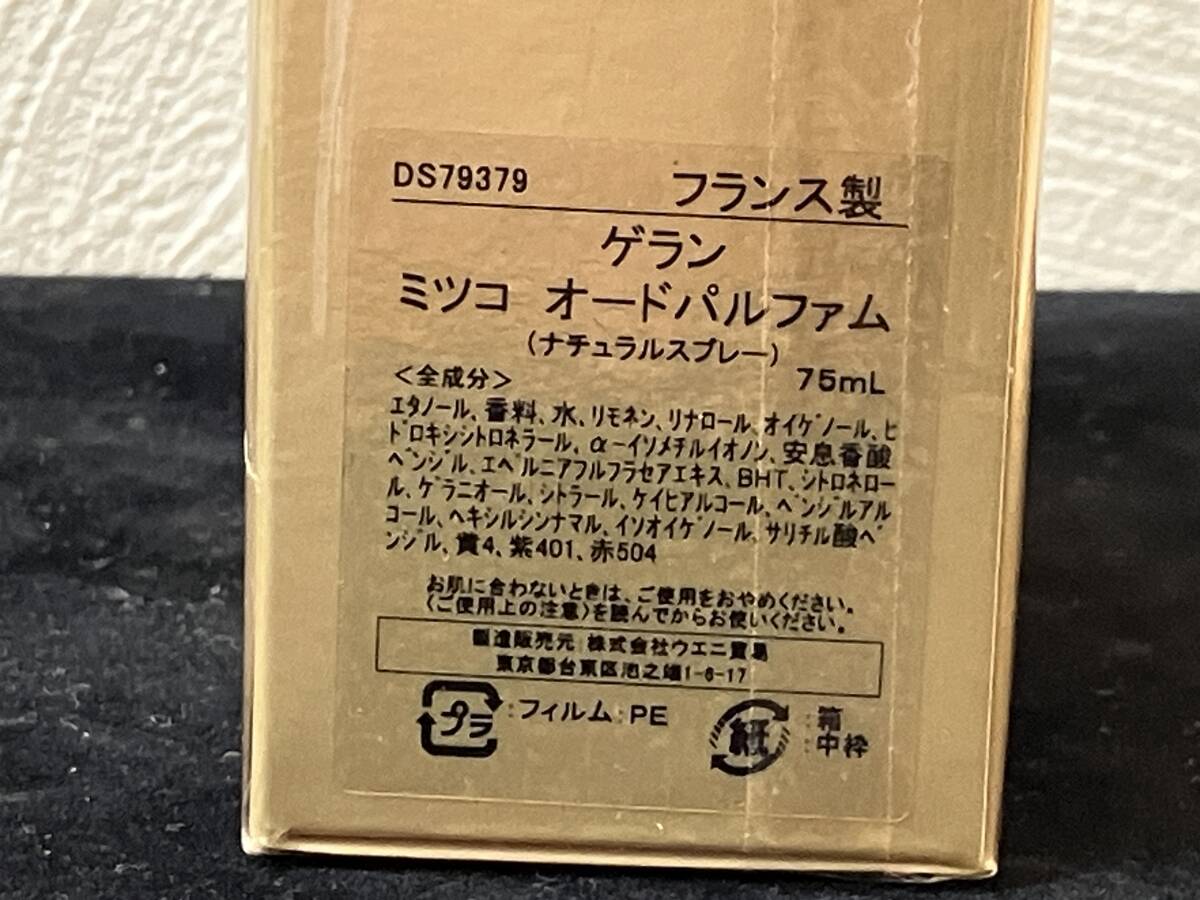 DS79379 フランス製
ゲラン
ミツコ オードパルファム
(ナチュラルスプレー)
<全成分> 75mL
エタノール、香料、水、リモネン、リナロール、オイゲノール、ヒ
ドロキシシトロネラール、α-イソメチルイオノン、安息香酸
ベンジル、エベルニアフルフラセアエキス、BHT、シトロネロー
ル、ゲラニオール、シトラール、ケイヒアルコール、ベンジルアル
コール、ヘキシルシンナマル、イソオイゲノール、サリチル酸ベ
ンジル、黄4、紫401、赤504
お肌に合わないときは、ご使用をおやめください。
〈ご使用上の注意〉を読んでからお使いください。
製造販売元:株式会社ウエニ貿易
東京都台東区池之端1-6-17
プラ :フィルム:PE
紙 :箱
:中枠